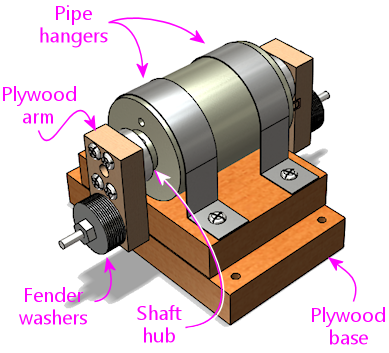 Pipe
hangers
Plywood
arm
Fender
washers
Shaft
hub
Plywood
base